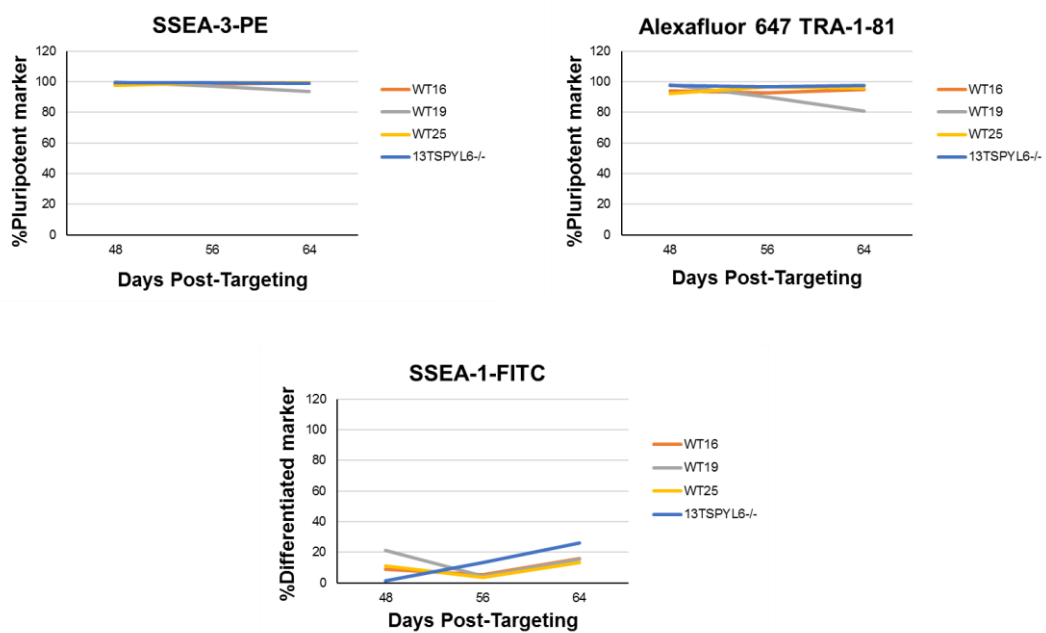 SSEA-3-PE
120
100
80
60
40
20
0
%Pluripotent marker
48 56 64
Days Post-Targeting
WT16
WT19
WT25
13TSPYL6-/-
Alexafluor 647 TRA-1-81
120
100
80
60
40
20
0
%Pluripotent marker
48 56 64
Days Post-Targeting
WT16
WT19
WT25
13TSPYL6-/-
SSEA-1-FITC
120
100
80
60
40
20
0
%Differentiated marker
48 56 64
Days Post-Targeting
WT16
WT19
WT25
13TSPYL6-/-